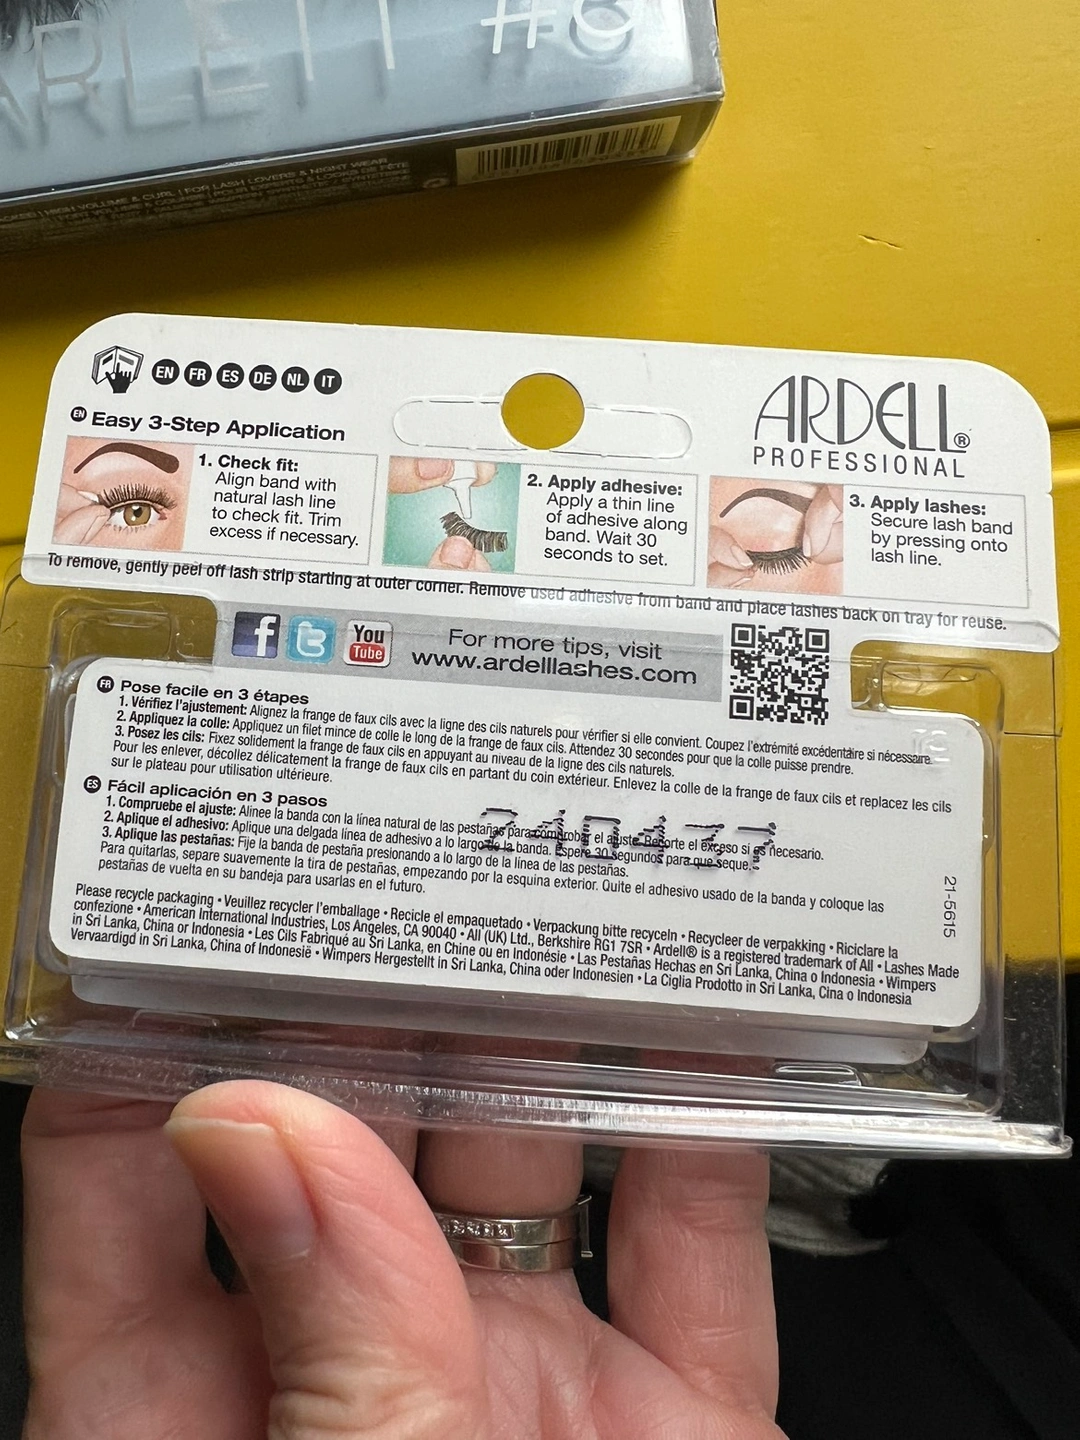 ARLETT #8
HIGH VOLUME & CURL | FOR LASH LOVERS & NIGHT WEAR
EN FR ES DE NL IT
ARDELL®
PROFESSIONAL
EN Easy 3-Step Application
1. Check fit:
Align band with
natural lash line
to check fit. Trim
excess if necessary.
2. Apply adhesive:
Apply a thin line
of adhesive along
band. Wait 30
seconds to set.
3. Apply lashes:
Secure lash band
by pressing onto
lash line.
To remove, gently peel off lash strip starting at outer corner. Remove used adhesive from band and place lashes back on tray for reuse.
f t You Tube
For more tips, visit
www.ardelllashes.com
FR Pose facile en 3 étapes
1. Vérifiez l'ajustement: Alignez la frange de faux cils avec la ligne des cils naturels pour vérifier si elle convient. Coupez l'extrémité excédentaire si nécessaire.
2. Appliquez la colle: Appliquez un filet mince de colle le long de la frange de faux cils. Attendez 30 secondes pour que la colle puisse prendre.
3. Posez les cils: Fixez solidement la frange de faux cils en appuyant au niveau de la ligne des cils naturels.
Pour les enlever, décollez délicatement la frange de faux cils en partant du coin extérieur. Enlevez la colle de la frange de faux cils et replacez les cils
sur le plateau pour utilisation ultérieure.
ES Fácil aplicación en 3 pasos
1. Compruebe el ajuste: Alinee la banda con la línea natural de las pestañas para comprobar el ajuste. Recorte el exceso si es necesario.
2. Aplique el adhesivo: Aplique una delgada línea de adhesivo a lo largo de la banda. Espere 30 segundos para que seque.
3. Aplique las pestañas: Fije la banda de pestaña presionando a lo largo de la línea de las pestañas.
Para quitarlas, separe suavemente la tira de pestañas, empezando por la esquina exterior. Quite el adhesivo usado de la banda y coloque las
pestañas de vuelta en su bandeja para usarlas en el futuro.
240437
21-5615
Please recycle packaging • Veuillez recycler l'emballage • Recicle el empaquetado • Verpackung bitte recyceln • Recycleer de verpakking • Riciclare la
confezione • American International Industries, Los Angeles, CA 90040 • AII (UK) Ltd., Berkshire RG1 7SR • Ardell® is a registered trademark of AII • Lashes Made
in Sri Lanka, China or Indonesia • Les Cils Fabriqué au Sri Lanka, en Chine ou en Indonésie • Las Pestañas Hechas en Sri Lanka, China o Indonesia • Wimpers
Vervaardigd in Sri Lanka, China of Indonesië • Wimpers Hergestellt in Sri Lanka, China oder Indonesien • La Ciglia Prodotto in Sri Lanka, Cina o Indonesia